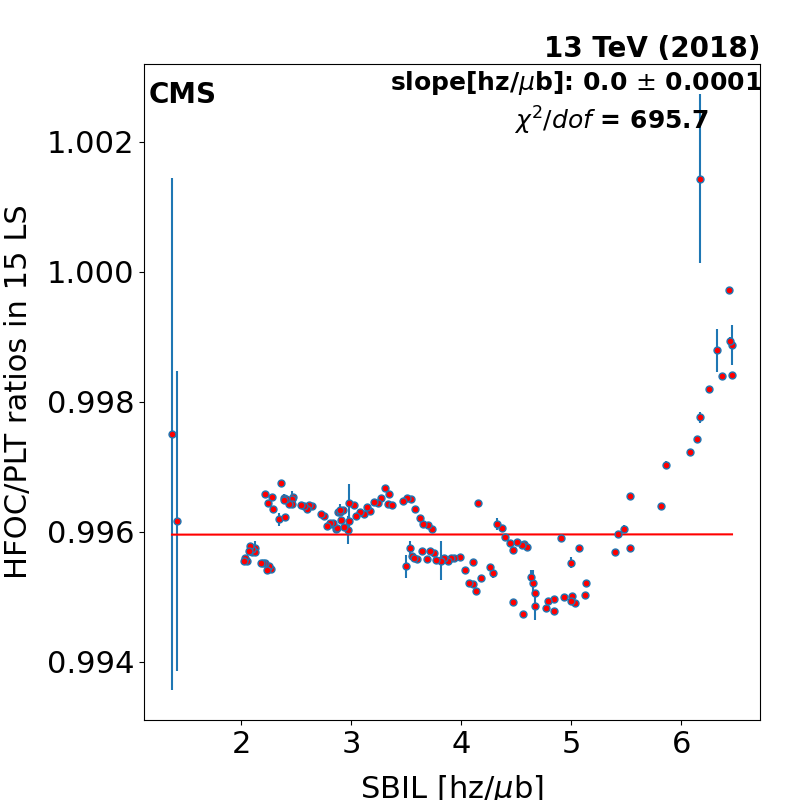 13 TeV (2018)
CMS
slope[hz/μb]: 0.0 ± 0.0001
χ²/dof = 695.7
HFOC/PLT ratios in 15 LS
1.002
1.000
0.998
0.996
0.994
2 3 4 5 6
SBIL [hz/μb]